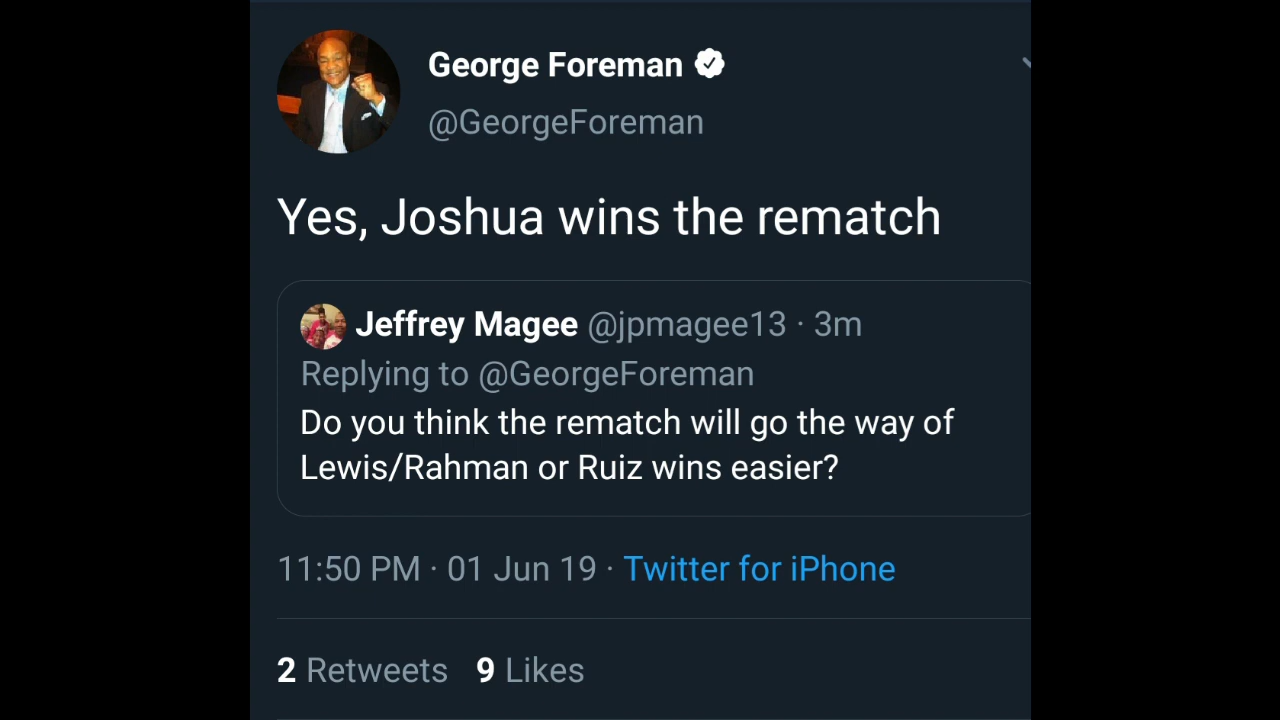 George Foreman
@GeorgeForeman
Yes, Joshua wins the rematch
Jeffrey Magee @jpmagee13 · 3m
Replying to @GeorgeForeman
Do you think the rematch will go the way of
Lewis/Rahman or Ruiz wins easier?
11:50 PM · 01 Jun 19 · Twitter for iPhone
2 Retweets 9 Likes